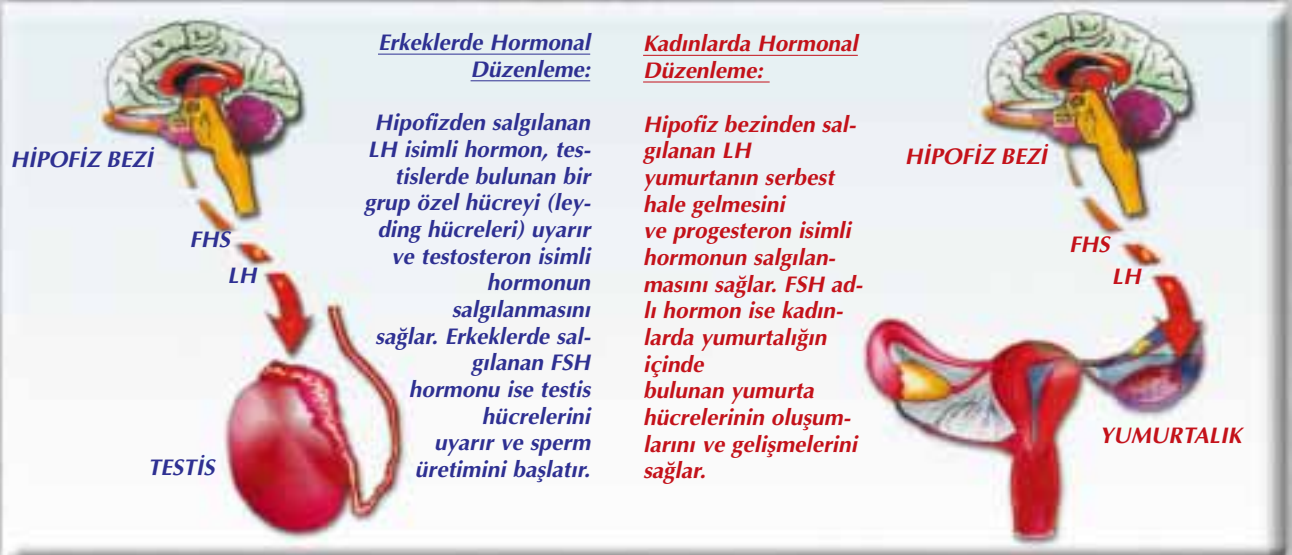 Erkeklerde Hormonal
Düzenleme:
Hipofizden salgılanan
LH isimli hormon, tes-
tislerde bulunan bir
grup özel hücreyi (ley-
ding hücreleri) uyarır
ve testosteron isimli
hormonun
salgılanmasını
sağlar. Erkeklerde sal-
gılanan FSH
hormonu ise testis
hücrelerini
uyarır ve sperm
üretimini başlatır.
HİPOFİZ BEZİ
FHS
LH
TESTİS
Kadınlarda Hormonal
Düzenleme:
Hipofiz bezinden sal-
gılanan LH
yumurtanın serbest
hale gelmesini
ve progesteron isimli
hormonun salgılan-
masını sağlar. FSH ad-
lı hormon ise kadın-
larda yumurtalığın
içinde
bulunan yumurta
hücrelerinin oluşum-
larını ve gelişmelerini
sağlar.
HİPOFİZ BEZİ
FHS
LH
YUMURTALIK